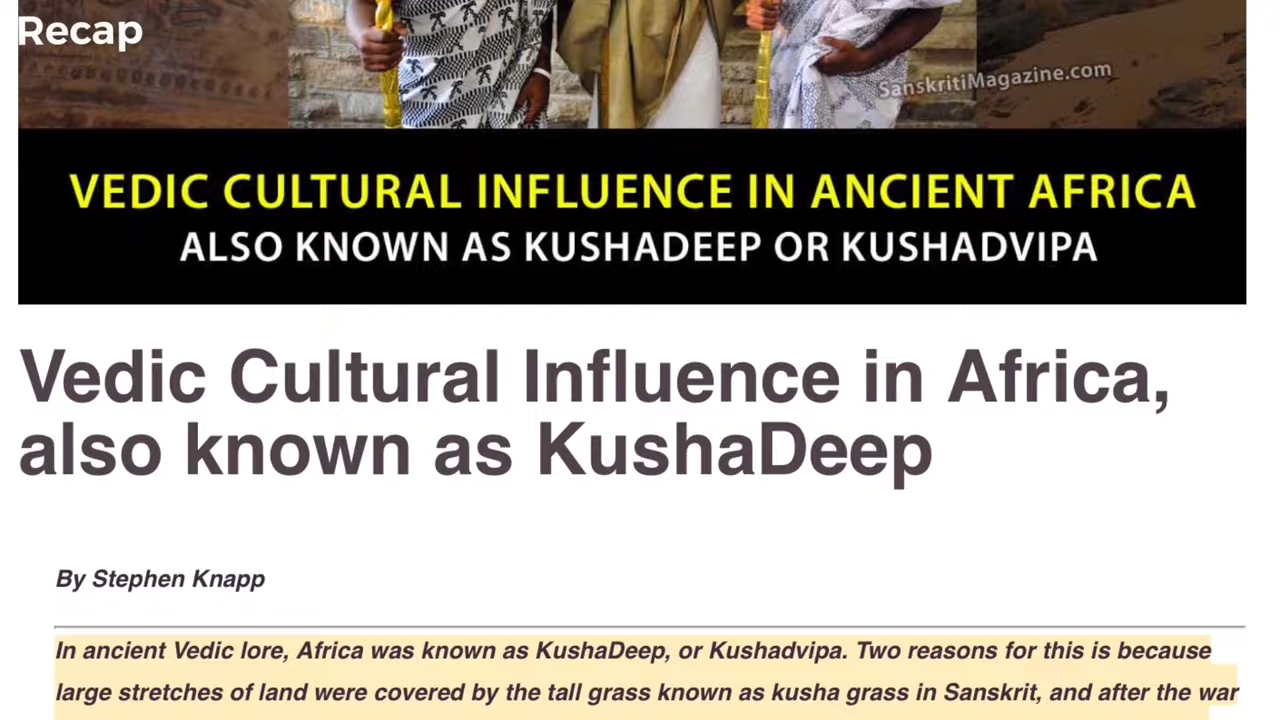 Recap
SanskritiMagazine.com
VEDIC CULTURAL INFLUENCE IN ANCIENT AFRICA
ALSO KNOWN AS KUSHADEEP OR KUSHADVIPA
Vedic Cultural Influence in Africa,
also known as KushaDeep
By Stephen Knapp
In ancient Vedic lore, Africa was known as KushaDeep, or Kushadvipa. Two reasons for this is because
large stretches of land were covered by the tall grass known as kusha grass in Sanskrit, and after the war